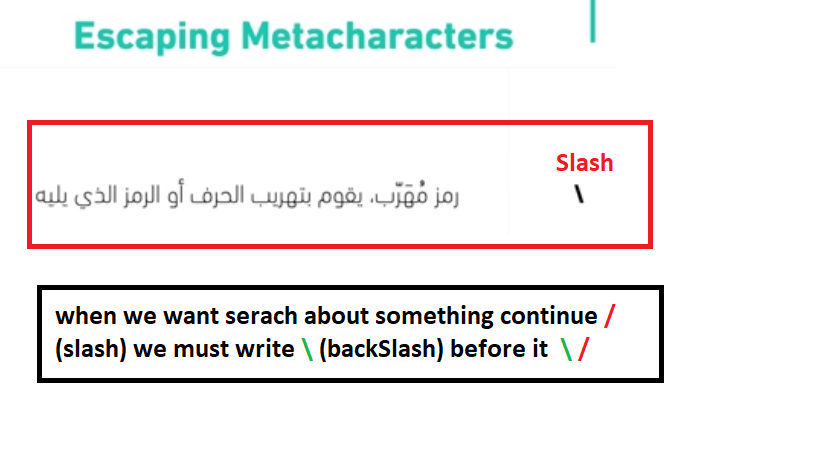 Escaping Metacharacters
Slash
رمز مُهَرّب، يقوم بتهريب الحرف أو الرمز الذي يليه
\
when we want serach about something continue /
(slash) we must write \ (backSlash) before it \ /